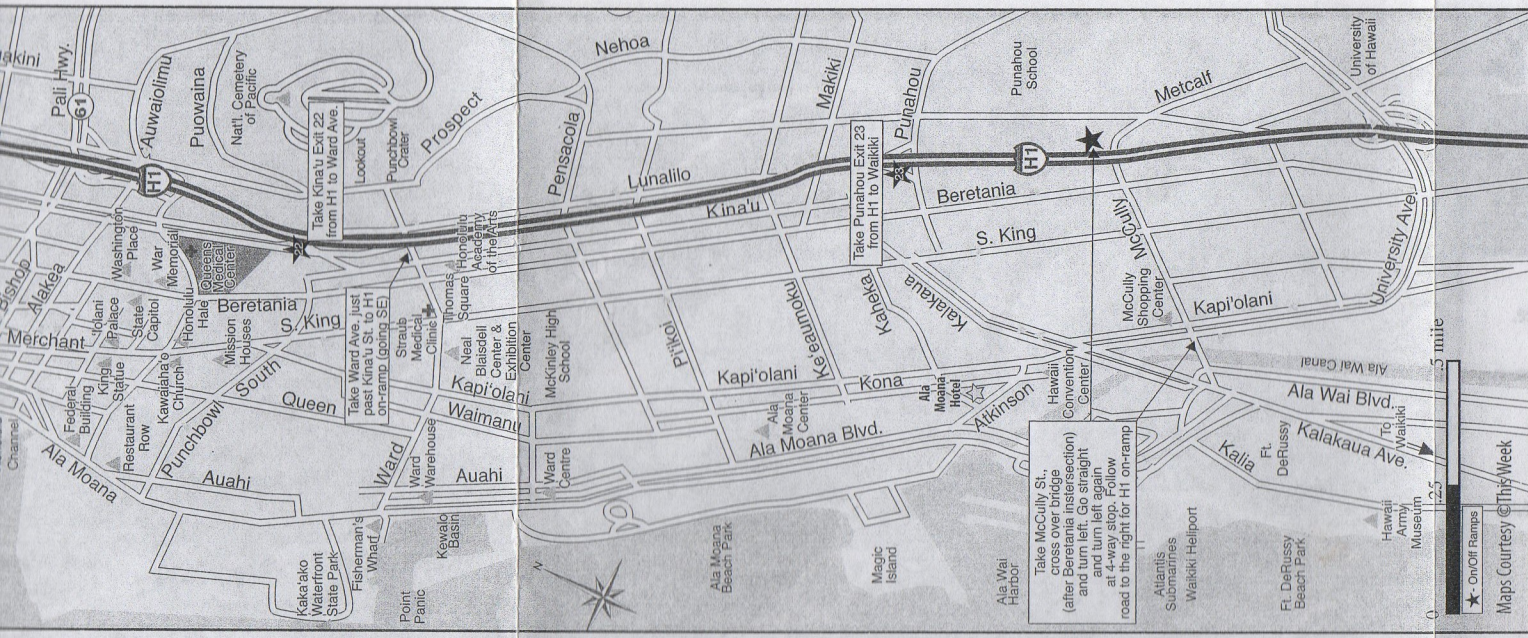 akini
Pali Hwy.
61
Auwaiolimu
Puowaina
Nat'l. Cemetery
of Pacific
Lookout
Punchbowl
Crater
Prospect
Nehoa
Pensacola
Makiki
Punahou
Punahou
School
Metcalf
University
of Hawaii
H1
Take Kina'u Exit 22
from H1 to Ward Ave.
22
Lunalilo
Kina'u
Take Punahou Exit 23
from H1 to Waikiki
23
H1
Beretania
S. King
McCully
University Ave.
Bishop
Alakea
Merchant
Washington
Place
War
Memorial
Queens
Medical
Center
'Iolani
Palace
State
Capitol
Honolulu
Hale
Beretania
S. King
Mission
Houses
King
Statue
Kawaiaha'o
Church
Federal
Building
Restaurant
Row
South
Queen
Punchbowl
Take Ward Ave. just
past Kina'u St. to H1
on-ramp (going SE)
Straub
Medical
Clinic
Thomas
Square
Honolulu
Academy
of the Arts
Neal
Blaisdell
Center &
Exhibition
Center
McKinley High
School
Kapi'olani
Waimanu
Pi'ikoi
Ke'eaumoku
Kaheka
Kalakaua
McCully
Shopping
Center
Kapi'olani
Kapi'olani
Kona
Ala
Moana
Hotel
Ala
Moana
Center
Ala Moana Blvd.
Atkinson
Hawaii
Convention
Center
Ala Wai Canal
Ala Wai Blvd.
Kalakaua Ave.
To
Waikiki
Kalia
Ft.
DeRussy
Channel
Ala Moana
Auahi
Ward
Ward
Warehouse
Auahi
Ward
Centre
Fisherman's
Wharf
Kewalo
Basin
Kaka'ako
Waterfront
State Park
Point
Panic
N
Ala Moana
Beach Park
Magic
Island
Ala Wai
Harbor
Take McCully St.,
cross over bridge
(after Beretania instersection)
and turn left. Go straight
and turn left again
at 4-way stop. Follow
road to the right for H1 on-ramp
Atlantis
Submarines
Waikiki Heliport
Ft. DeRussy
Beach Park
Hawaii
Army
Museum
0 .25 .5 mile
★ - On/Off Ramps
Maps Courtesy © This Week